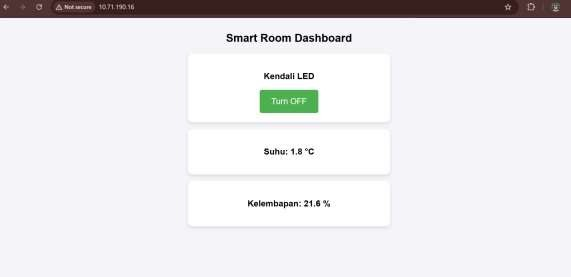 Not secure 10.71.190.16
Smart Room Dashboard
Kendali LED
Turn OFF
Suhu: 1.8 °C
Kelembapan: 21.6 %